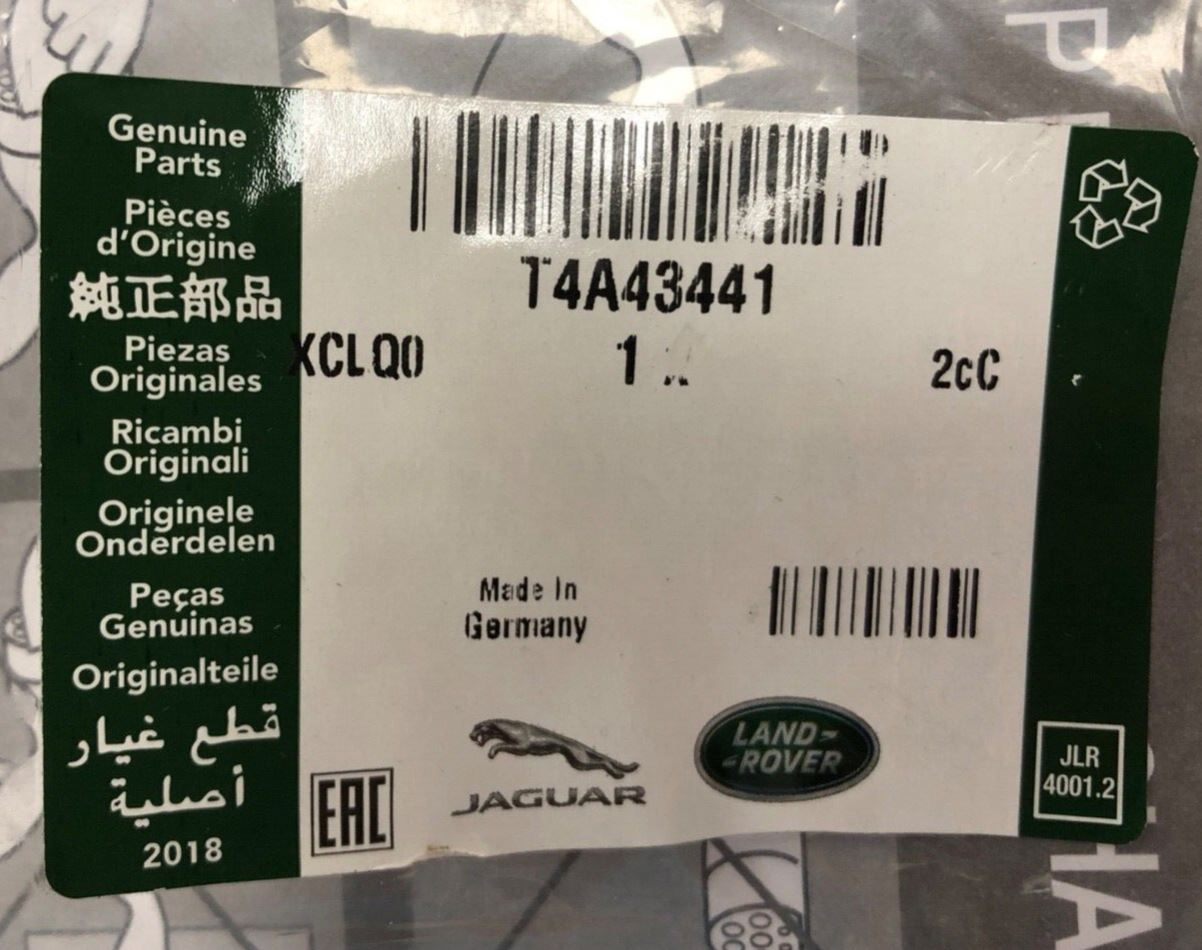 Genuine
Parts
Pièces
d'Origine
純正部品
Piezas
Originales
Ricambi
Originali
Originele
Onderdelen
Peças
Genuinas
Originalteile
قطع غيار
أصلية
2018
T4A43441
XCLQ0 1 2cC
Made In
Germany
EAC
JAGUAR
LAND-
-ROVER
JLR
4001.2